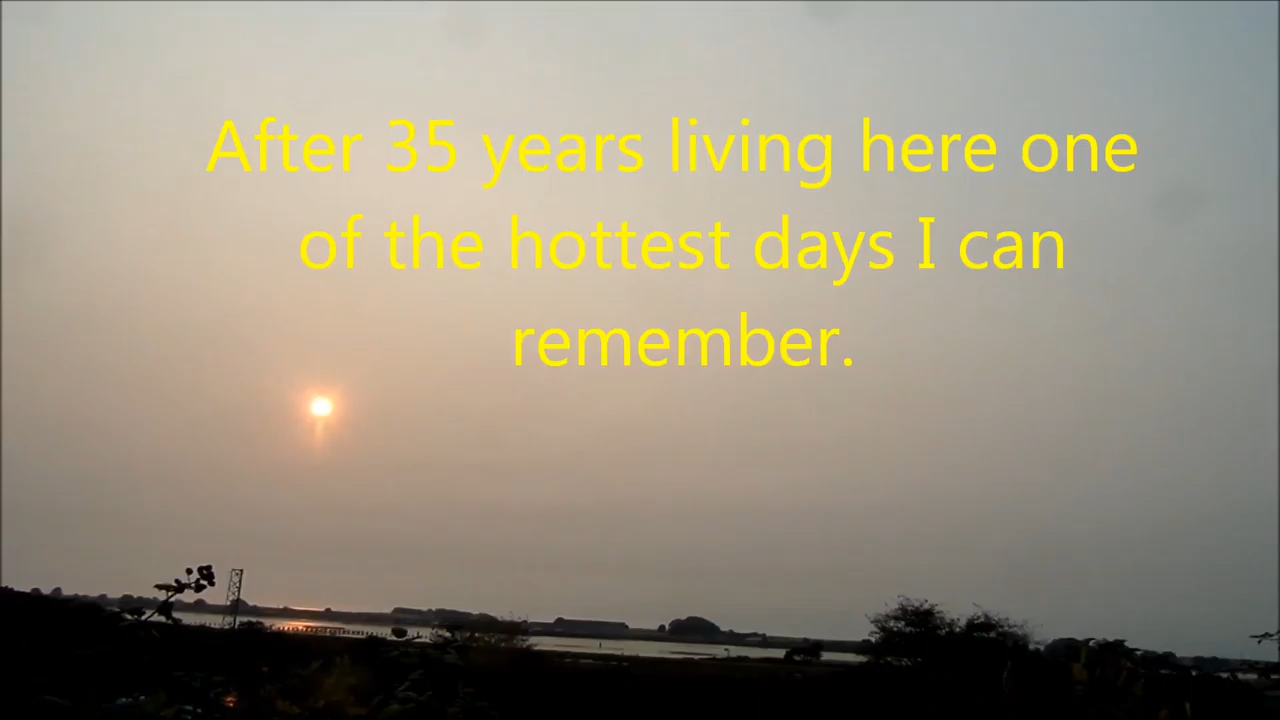 After 35 years living here one
of the hottest days I can
remember.